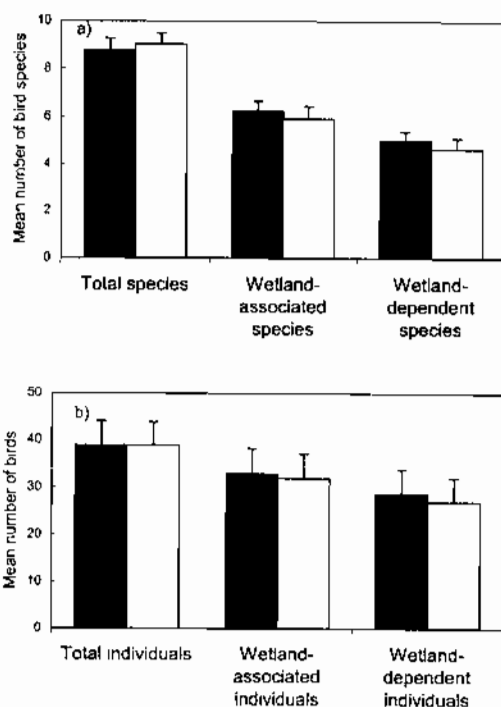 a)
Mean number of bird species
10
8
6
4
2
0
Total species
Wetland-
associated
species
Wetland-
dependent
species
b)
Mean number of birds
50
40
30
20
10
0
Total individuals
Wetland-
associated
individuals
Wetland-
dependent
individuals